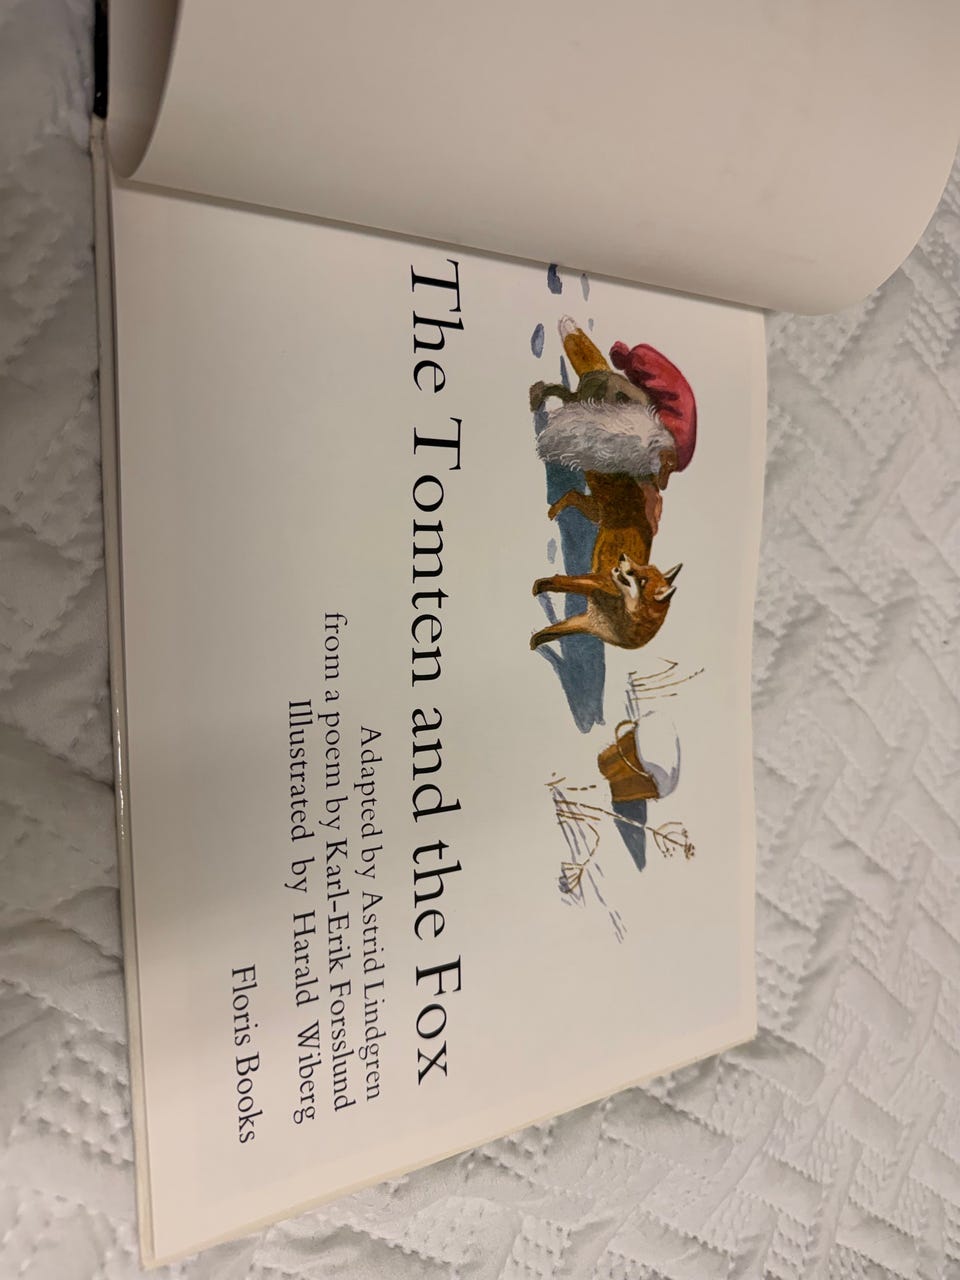 The Tomten and the Fox
Adapted by Astrid Lindgren
from a poem by Karl-Erik Forsslund
Illustrated by Harald Wiberg
Floris Books